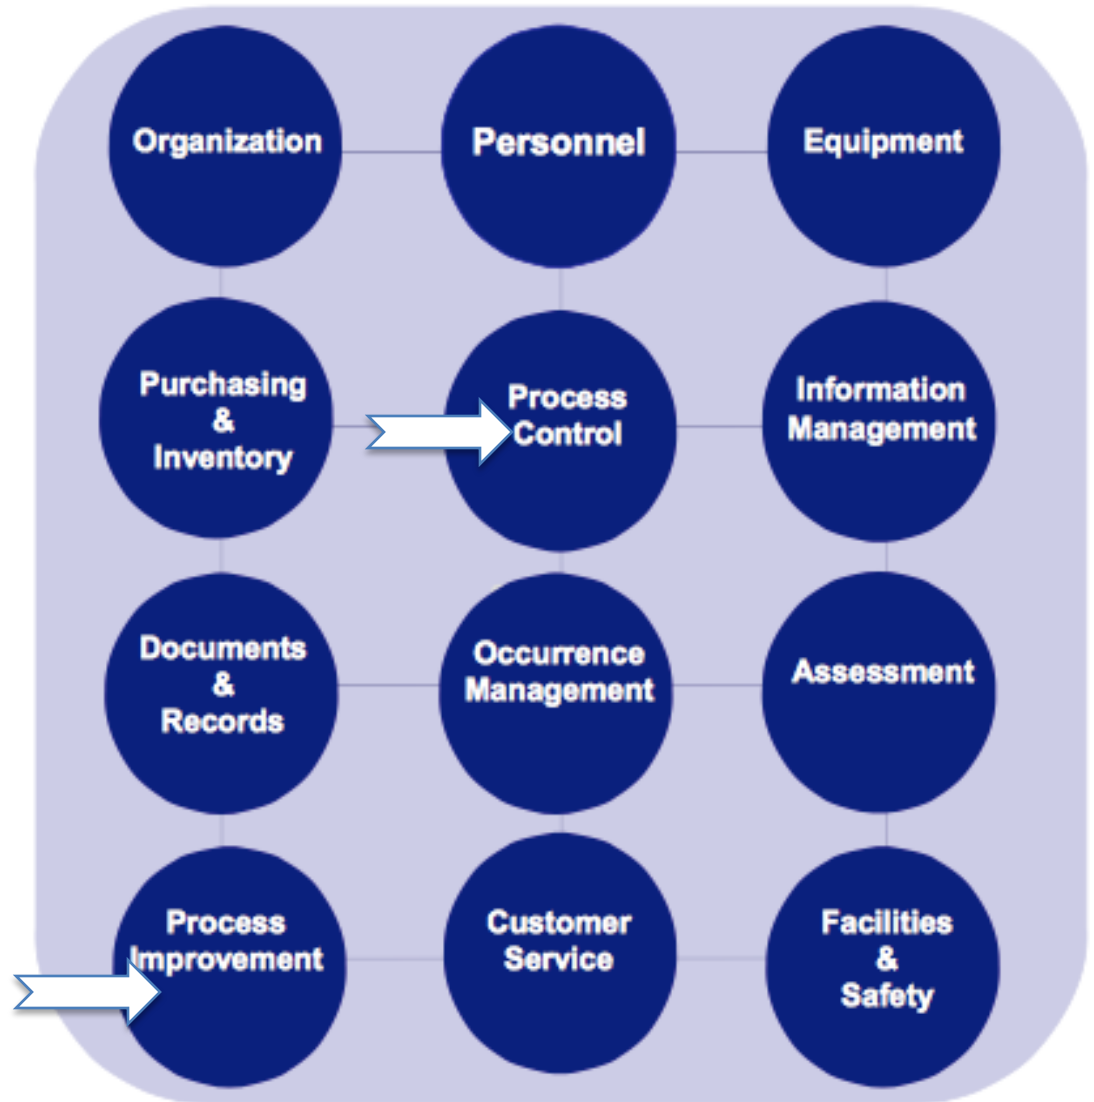 Organization
Personnel
Equipment
Purchasing
&
Inventory
Process
Control
Information
Management
Documents
&
Records
Occurrence
Management
Assessment
Process
Improvement
Customer
Service
Facilities
&
Safety